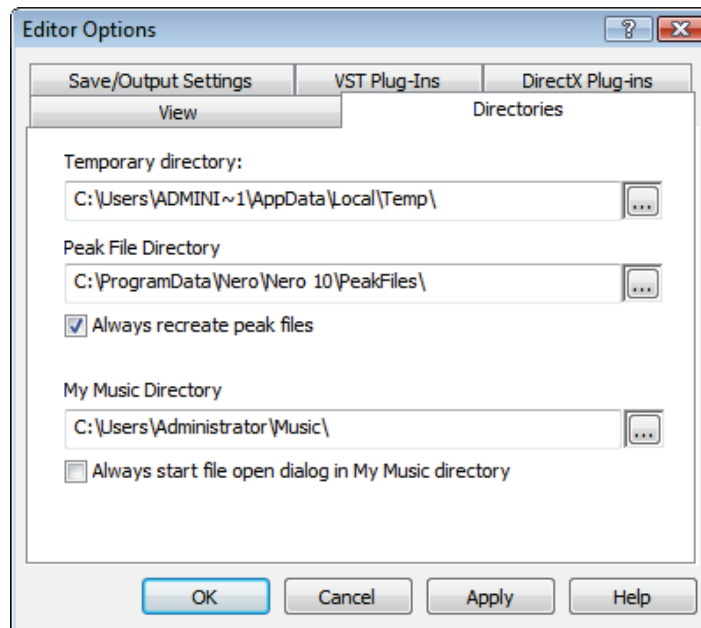 Editor Options
Save/Output Settings VST Plug-Ins DirectX Plug-ins
View Directories
Temporary directory:
C:\Users\ADMINI~1\AppData\Local\Temp\ ...
Peak File Directory
C:\ProgramData\Nero\Nero 10\PeakFiles\ ...
Always recreate peak files
My Music Directory
C:\Users\Administrator\Music\ ...
Always start file open dialog in My Music directory
OK Cancel Apply Help